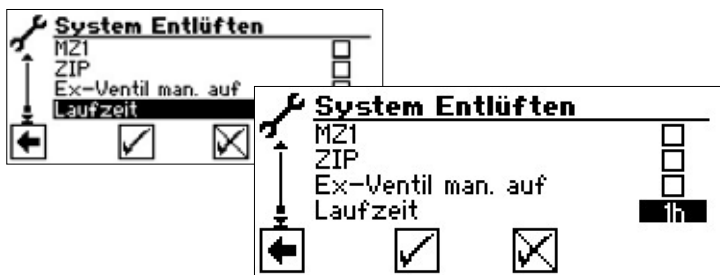 System Entlüften
MZ1
ZIP
Ex-Ventil man. auf
Laufzeit
System Entlüften
MZ1
ZIP
Ex-Ventil man. auf
Laufzeit 1h